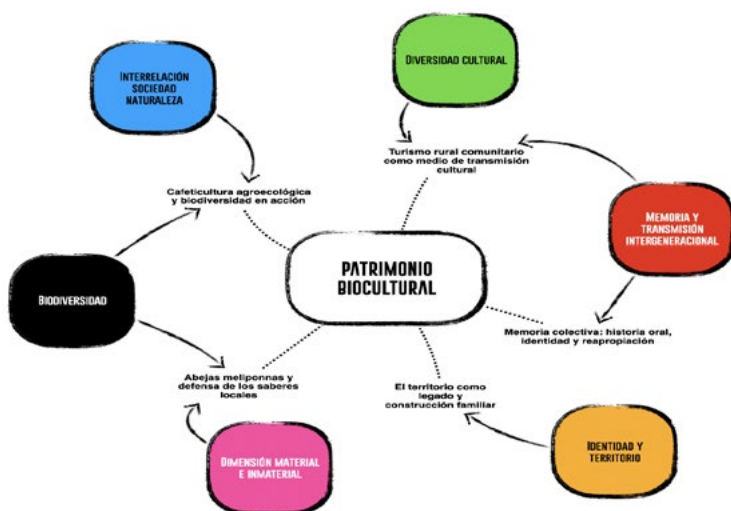 DIVERSIDAD CULTURAL
INTERRELACIÓN
SOCIEDAD
NATURALEZA
Turismo rural comunitario
como medio de transmisión
cultural
Cafeticultura agroecológica
y biodiversidad en acción
MEMORIA Y
TRANSMISIÓN
INTERGENERACIONAL
PATRIMONIO
BIOCULTURAL
BIODIVERSIDAD
Memoria colectiva: historia oral,
identidad y reapropiación
Abejas meliponnas y
defensa de los saberes
locales
El territorio como
legado y
construcción familiar
DIMENSIÓN MATERIAL
E INMATERIAL
IDENTIDAD Y
TERRITORIO